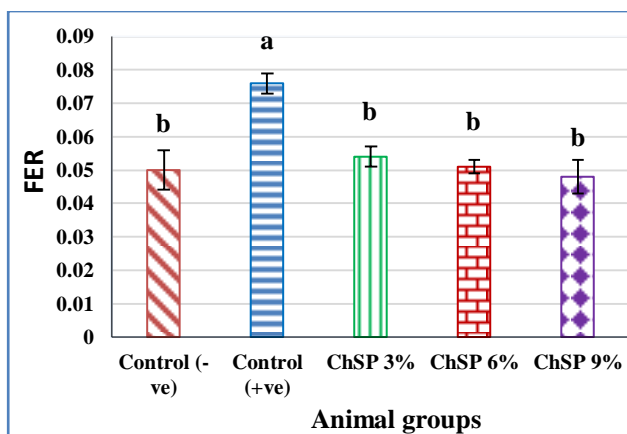 0.09
0.08
0.07
0.06
0.05
0.04
0.03
0.02
0.01
0
FER
b
a
b
b
b
Control (-
ve)
Control
(+ve)
ChSP 3%
ChSP 6%
ChSP 9%
Animal groups